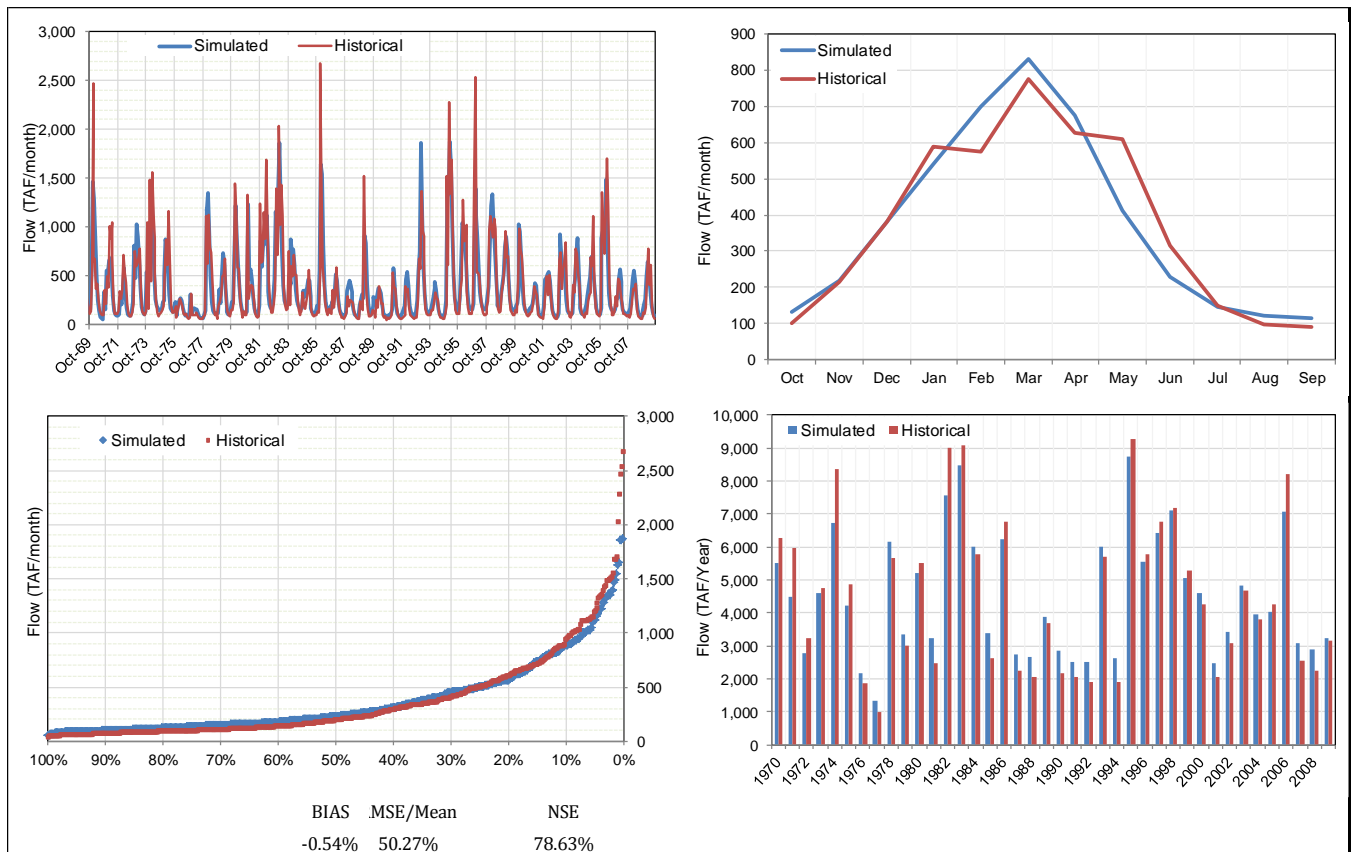 Simulated Historical
Flow (TAF/month)
3,000
2,500
2,000
1,500
1,000
500
0
Oct-69 Oct-71 Oct-73 Oct-75 Oct-77 Oct-79 Oct-81 Oct-83 Oct-85 Oct-87 Oct-89 Oct-91 Oct-93 Oct-95 Oct-97 Oct-99 Oct-01 Oct-03 Oct-05 Oct-07
Simulated
Historical
Flow (TAF/month)
900
800
700
600
500
400
300
200
100
0
Oct Nov Dec Jan Feb Mar Apr May Jun Jul Aug Sep
Simulated Historical
Flow (TAF/month)
3,000
2,500
2,000
1,500
1,000
500
0
100% 90% 80% 70% 60% 50% 40% 30% 20% 10% 0%
Simulated Historical
Flow (TAF/Year)
10,000
9,000
8,000
7,000
6,000
5,000
4,000
3,000
2,000
1,000
0
1970 1972 1974 1976 1978 1980 1982 1984 1986 1988 1990 1992 1994 1996 1998 2000 2002 2004 2006 2008
BIAS .MSE/Mean NSE
-0.54% 50.27% 78.63%